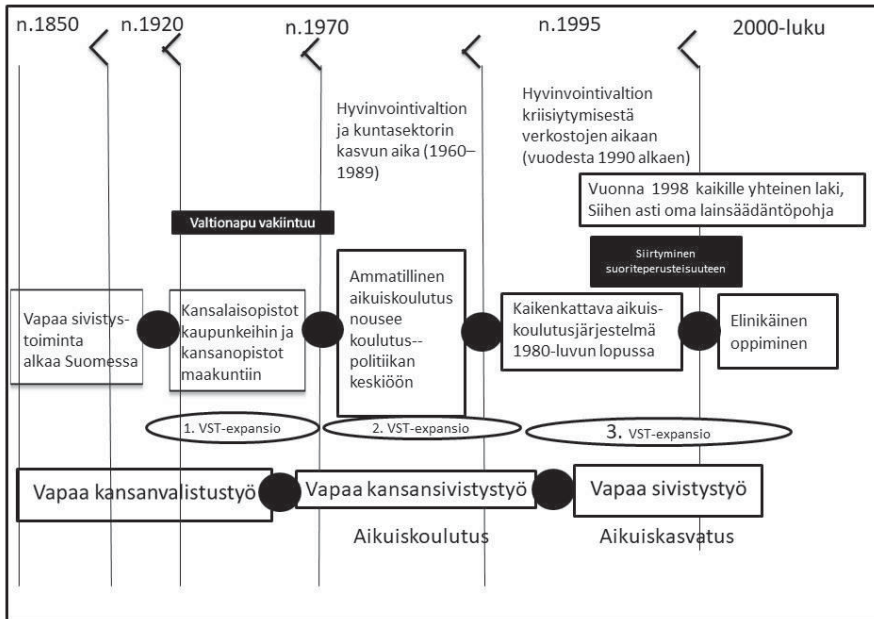 n.1850
n.1920
n.1970
n.1995
2000-luku
Hyvinvointivaltion
ja kuntasektorin
kasvun aika (1960–
1989)
Hyvinvointivaltion
kriisiytymisestä
verkostojen aikaan
(vuodesta 1990 alkaen)
Vuonna 1998 kaikille yhteinen laki,
Siihen asti oma lainsäädäntöpohja
Valtionapu vakiintuu
Siirtyminen
suoriteperusteisuuteen
Vapaa sivistys-
toiminta
alkaa Suomessa
Kansalaisopistot
kaupunkeihin ja
kansanopistot
maakuntiin
Ammatillinen
aikuiskoulutus
nousee
koulutus--
politiikan
keskiöön
Kaikenkattava aikuis-
koulutusjärjestelmä
1980-luvun lopussa
Elinikäinen
oppiminen
1. VST-expansio
2. VST-expansio
3. VST-expansio
Vapaa kansanvalistustyö
Vapaa kansansivistystyö
Vapaa sivistystyö
Aikuiskoulutus
Aikuiskasvatus